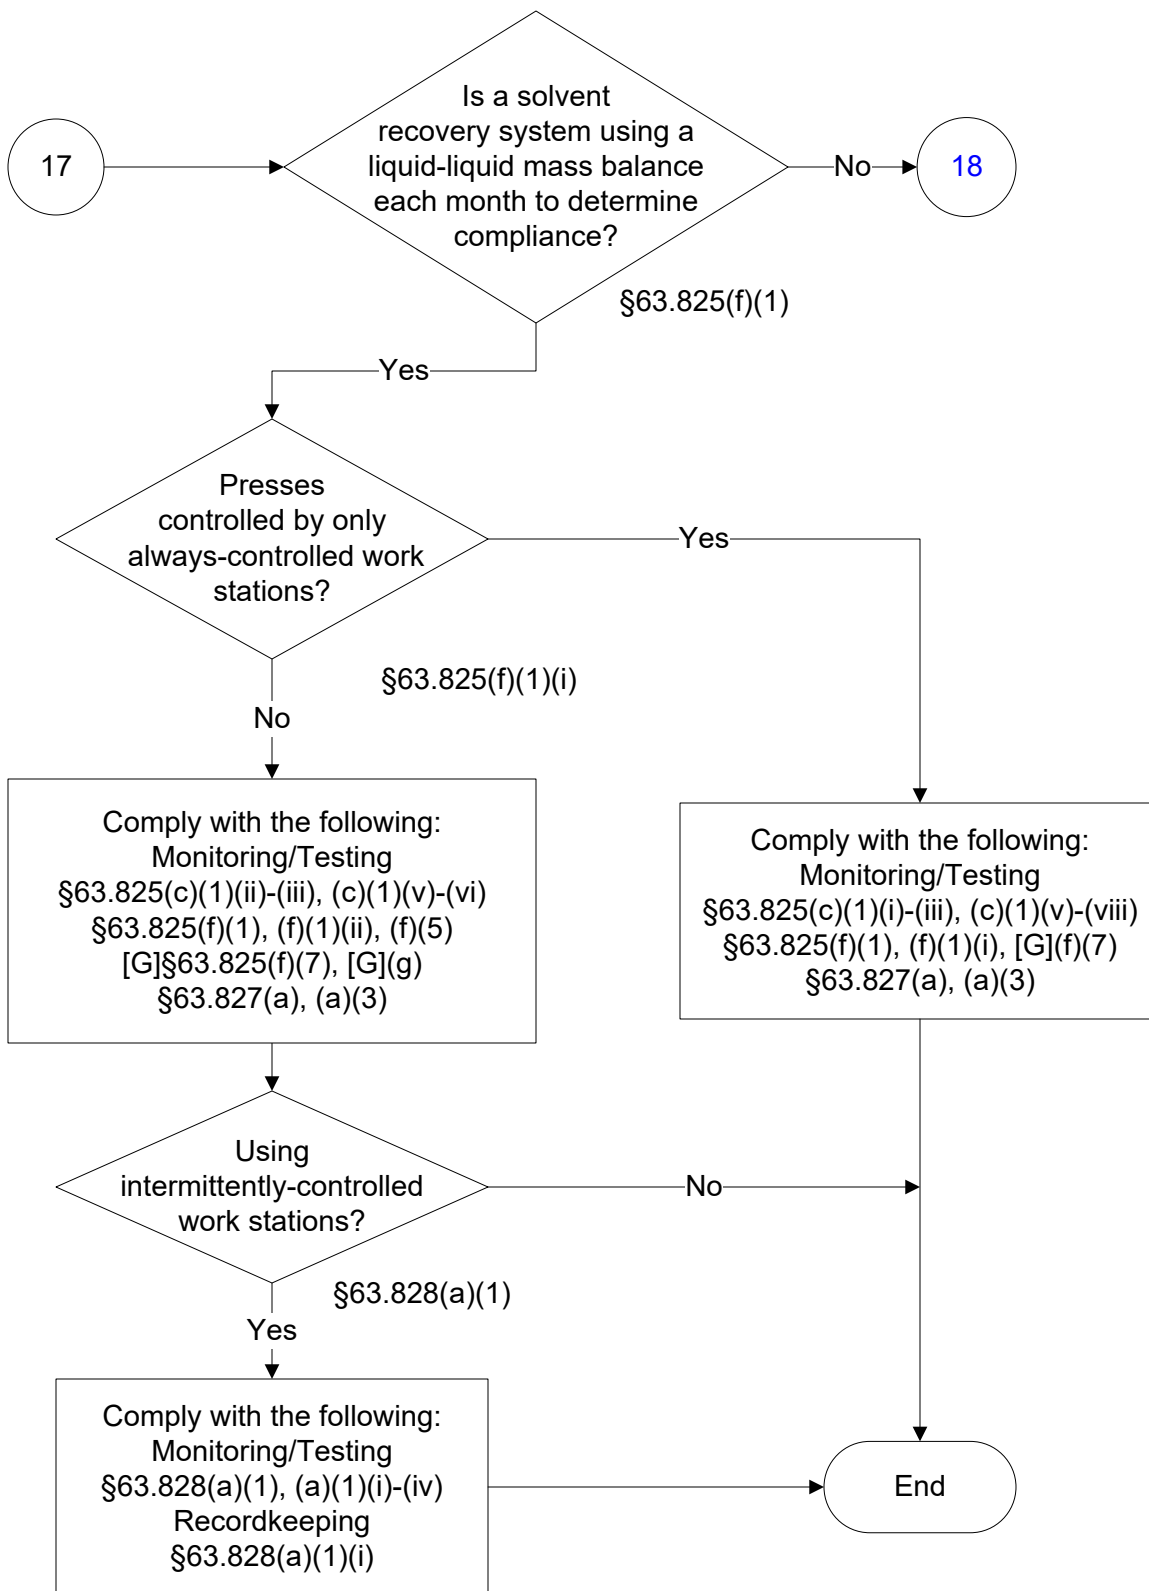 17
Is a solvent
recovery system using a
liquid-liquid mass balance
each month to determine
compliance?
No
18
§63.825(f)(1)
Yes
Presses
controlled by only
always-controlled work
stations?
Yes
§63.825(f)(1)(i)
No
Comply with the following:
Monitoring/Testing
§63.825(c)(1)(ii)-(iii), (c)(1)(v)-(vi)
§63.825(f)(1), (f)(1)(ii), (f)(5)
[G]§63.825(f)(7), [G](g)
§63.827(a), (a)(3)
Comply with the following:
Monitoring/Testing
§63.825(c)(1)(i)-(iii), (c)(1)(v)-(viii)
§63.825(f)(1), (f)(1)(i), [G](f)(7)
§63.827(a), (a)(3)
Using
intermittently-controlled
work stations?
No
§63.828(a)(1)
Yes
Comply with the following:
Monitoring/Testing
§63.828(a)(1), (a)(1)(i)-(iv)
Recordkeeping
§63.828(a)(1)(i)
End